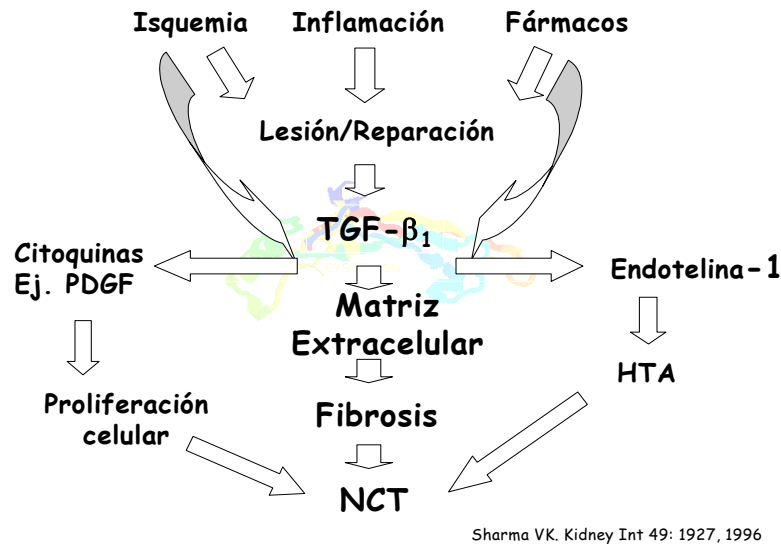 Isquemia Inflamación Fármacos
Lesión/Reparación
TGF-β₁
Citoquinas
Ej. PDGF
Endotelina-1
Matriz
Extracelular
HTA
Proliferación
celular
Fibrosis
NCT
Sharma VK. Kidney Int 49: 1927, 1996